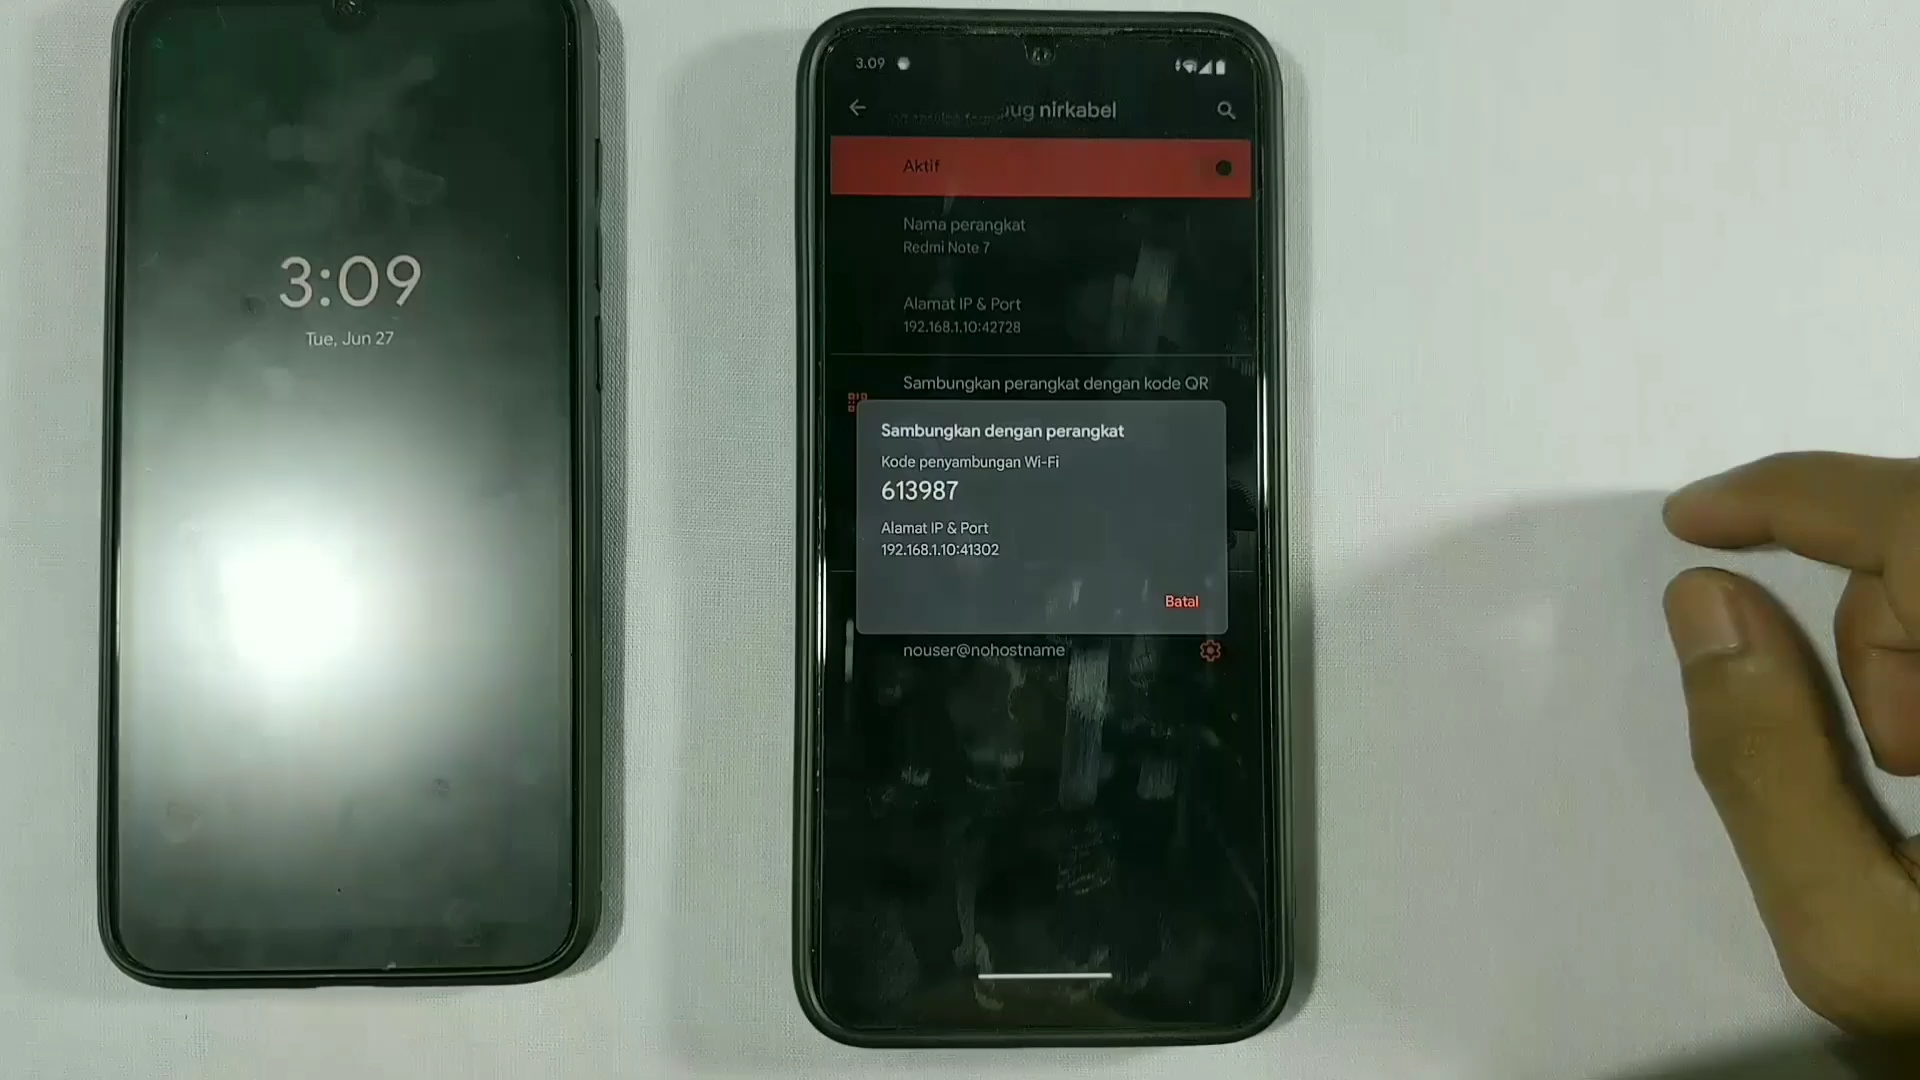 3:09
Tue, Jun 27
3.09
nirkabel
Aktif
Nama perangkat
Redmi Note 7
Alamat IP & Port
192.168.1.10:42728
Sambungkan perangkat dengan kode QR
Sambungkan dengan perangkat
Kode penyambungan Wi-Fi
613987
Alamat IP & Port
192.168.1.10:41302
Batal
nouser@nohostname